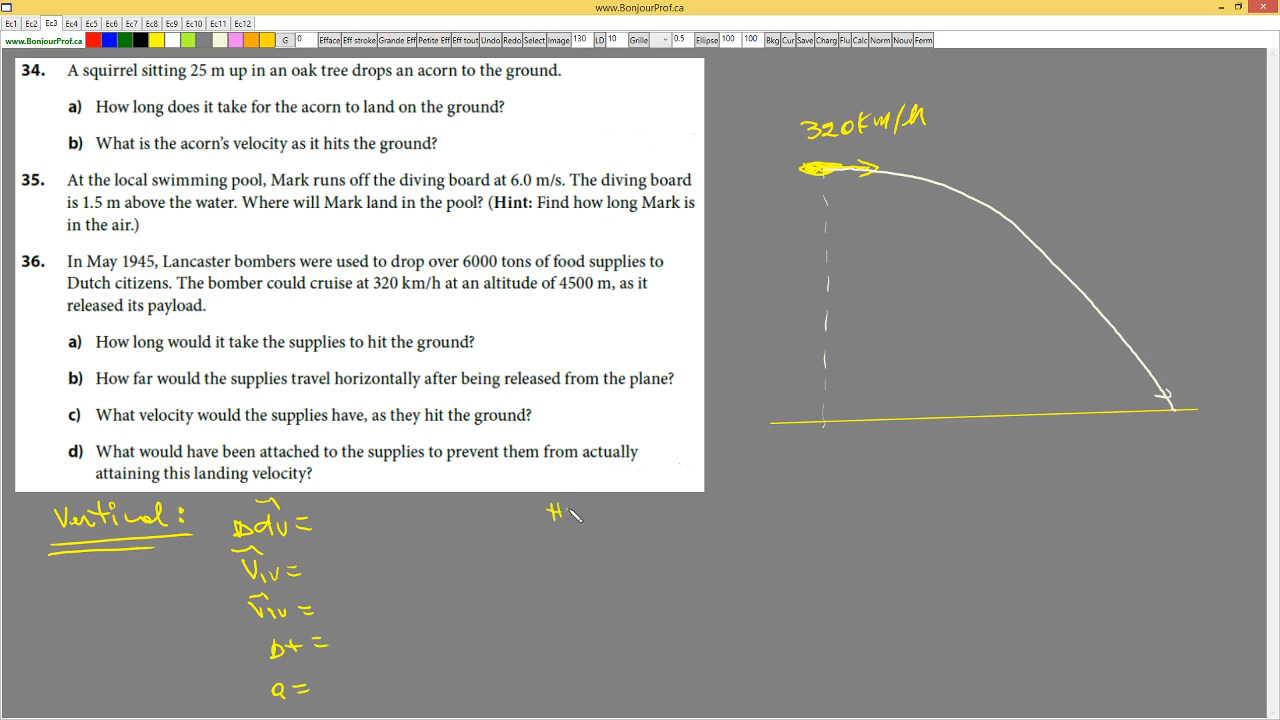 www.BonjourProf.ca
Ec1 Ec2 Ec3 Ec4 Ec5 Ec6 Ec7 Ec8 Ec9 Ec10 Ec11 Ec12
www.BonjourProf.ca G 0 Efface Eff stroke Grande Eff Petite Eff Eff tout Undo Redo Select Image 130 LD 10 Grille 0.5 Ellipse 100 100 Bkg Cur Save Charg Flu Calc Norm Nouv Ferm
34. A squirrel sitting 25 m up in an oak tree drops an acorn to the ground.
a) How long does it take for the acorn to land on the ground?
b) What is the acorn's velocity as it hits the ground?
35. At the local swimming pool, Mark runs off the diving board at 6.0 m/s. The diving board
is 1.5 m above the water. Where will Mark land in the pool? (Hint: Find how long Mark is
in the air.)
36. In May 1945, Lancaster bombers were used to drop over 6000 tons of food supplies to
Dutch citizens. The bomber could cruise at 320 km/h at an altitude of 4500 m, as it
released its payload.
a) How long would it take the supplies to hit the ground?
b) How far would the supplies travel horizontally after being released from the plane?
c) What velocity would the supplies have, as they hit the ground?
d) What would have been attached to the supplies to prevent them from actually
attaining this landing velocity?
320km/h
Vertical:
Δdv =
V1v =
Δt =
a =